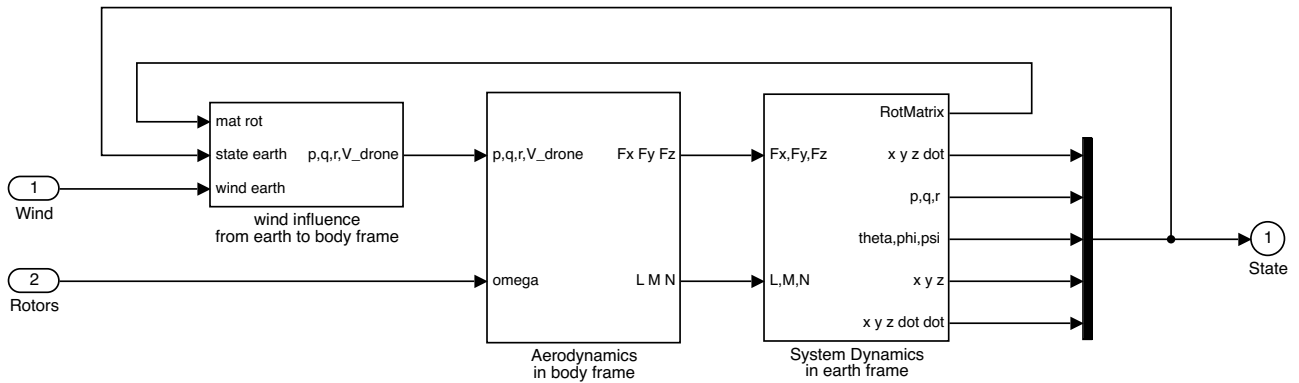 RotMatrix
mat rot
state earth
p,q,r,V_drone
p,q,r,V_drone
Fx Fy Fz
Fx,Fy,Fz
x y z dot
1
wind earth
p,q,r
Wind
wind influence
from earth to body frame
theta,phi,psi
1
State
2
Rotors
omega
L M N
L,M,N
x y z
x y z dot dot
Aerodynamics
in body frame
System Dynamics
in earth frame